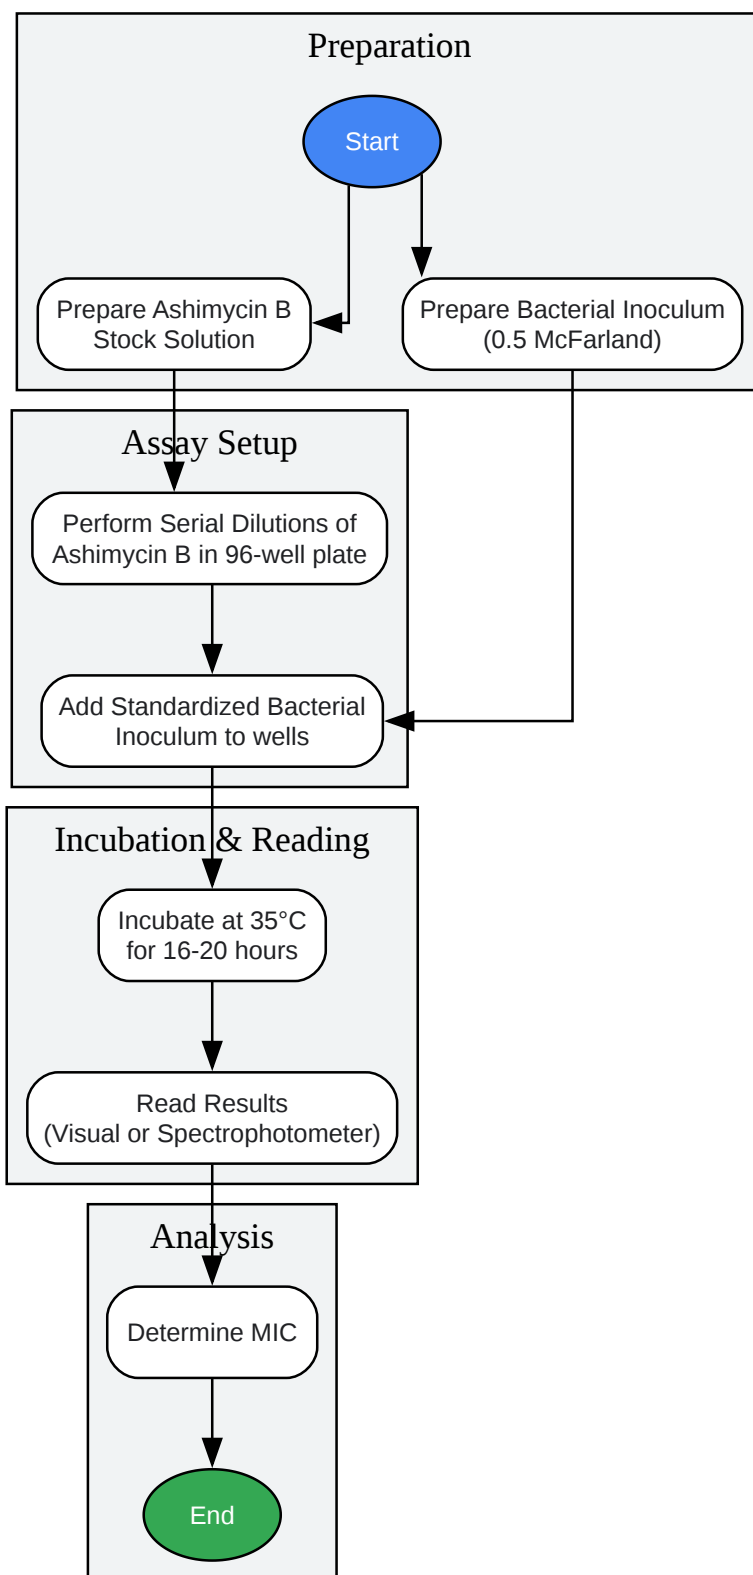 Preparation
Start
Prepare Ashimycin B
Stock Solution
Prepare Bacterial Inoculum
(0.5 McFarland)
Assay Setup
Perform Serial Dilutions of
Ashimycin B in 96-well plate
Add Standardized Bacterial
Inoculum to wells
Incubation & Reading
Incubate at 35°C
for 16-20 hours
Read Results
(Visual or Spectrophotometer)
Analysis
Determine MIC
End